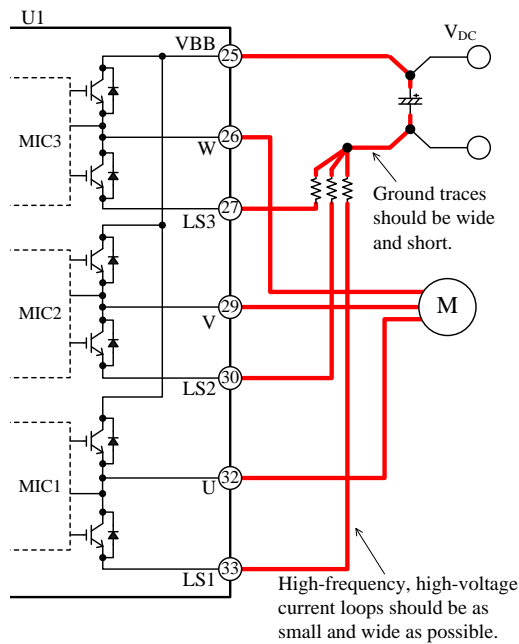 U1
VBB
25
V_DC
MIC3
26
W
27
LS3
Ground traces
should be wide
and short.
MIC2
29
V
M
30
LS2
MIC1
32
U
33
LS1
High-frequency, high-voltage
current loops should be as
small and wide as possible.